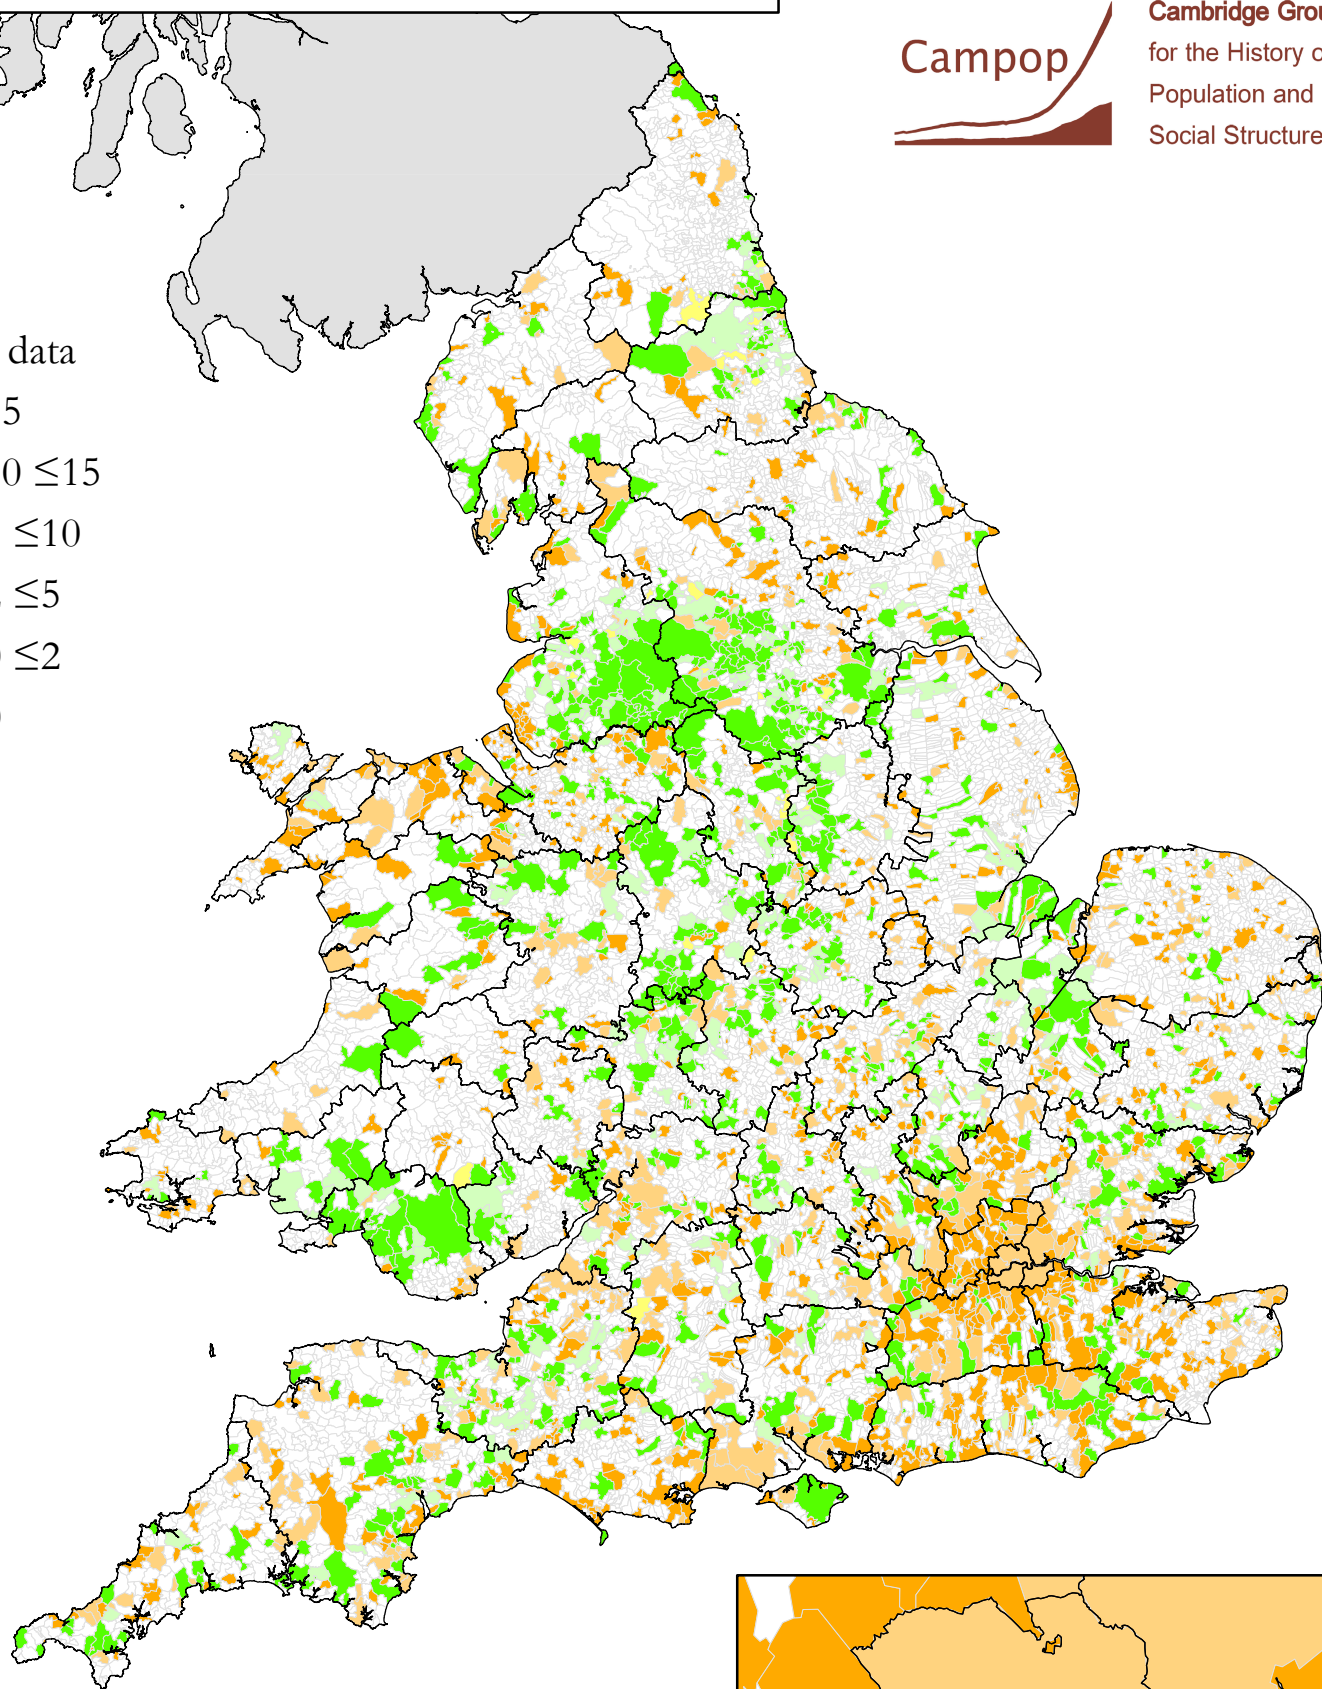 Campop
Cambridge Grou
for the History o
Population and
Social Structure
data
5
0 ≤15
≤10
≤5
≤2